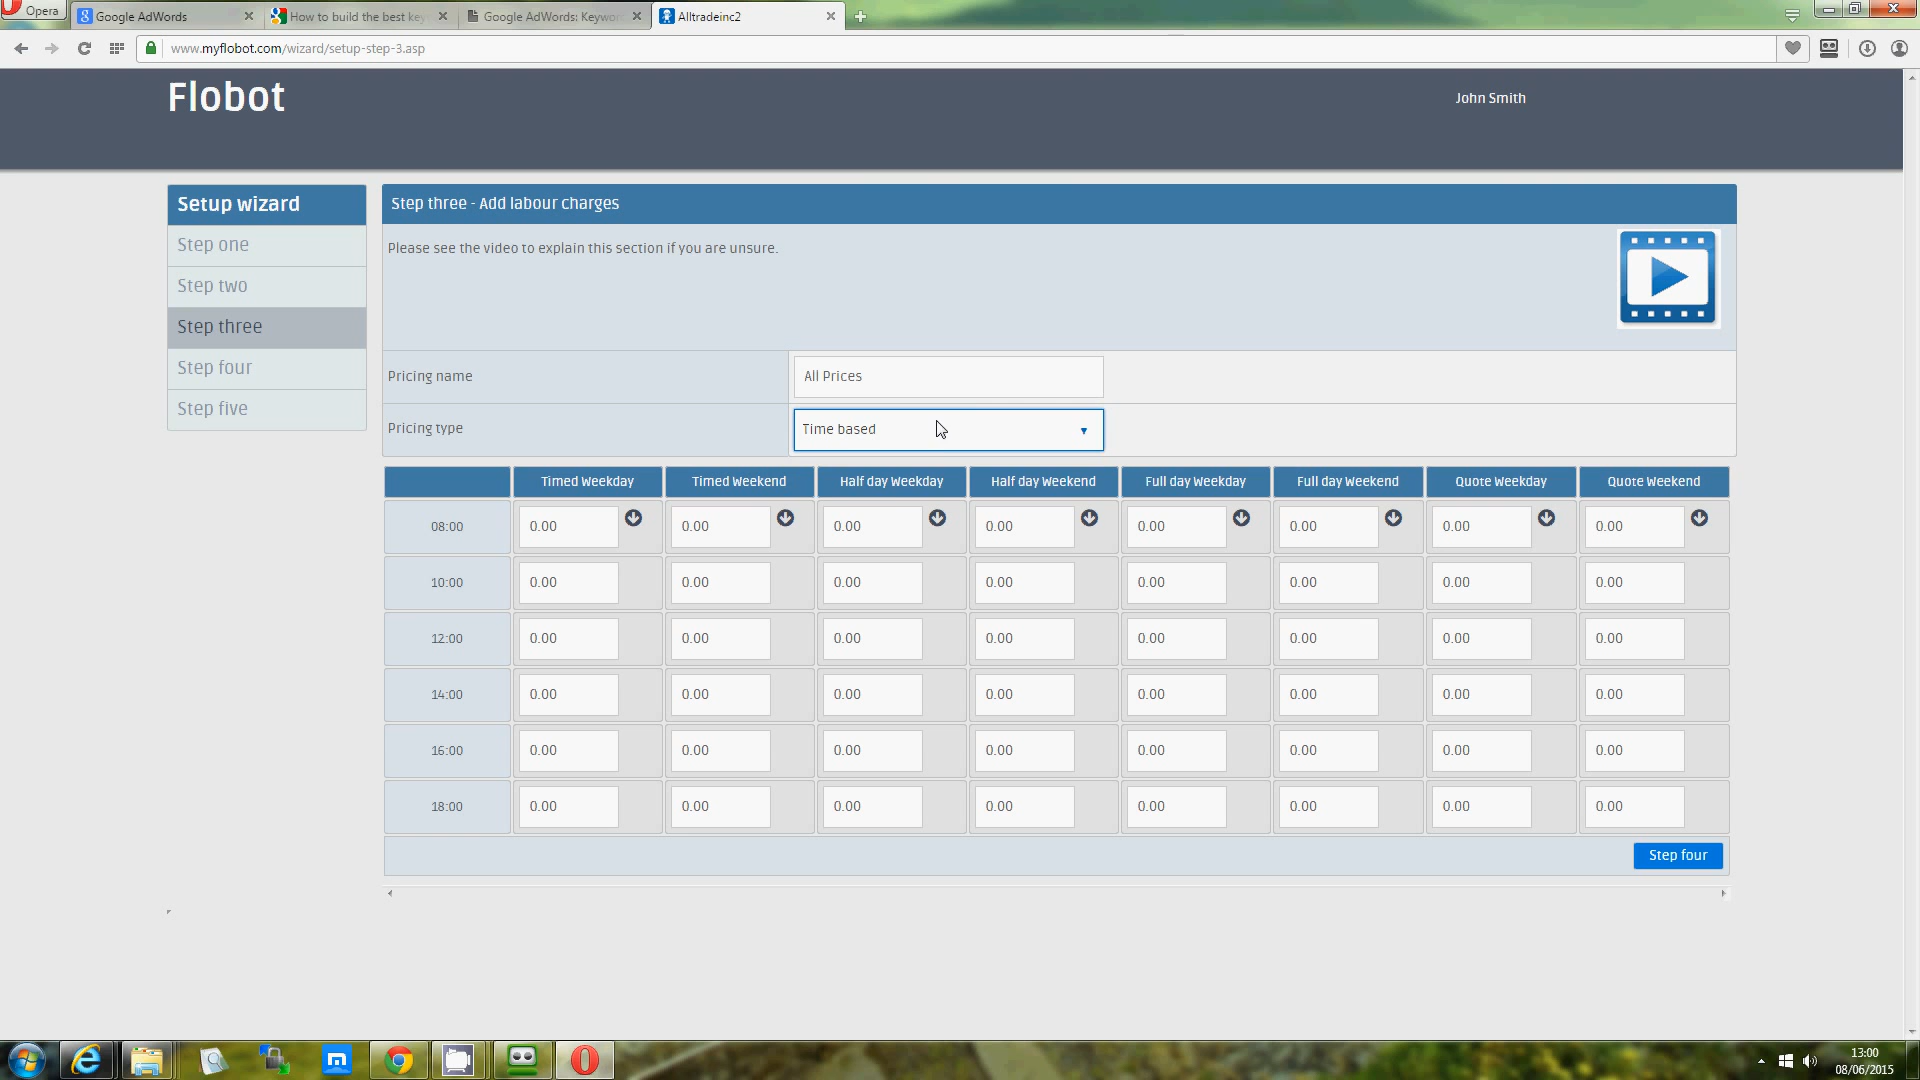 Opera
Google AdWords
How to build the best key
Google AdWords: Keywor
Alltradeinc2
www.myflobot.com/wizard/setup-step-3.asp
Flobot
John Smith
Setup wizard
Step one
Step two
Step three
Step four
Step five
Step three - Add labour charges
Please see the video to explain this section if you are unsure.
Pricing name
All Prices
Pricing type
Time based
Timed Weekday Timed Weekend Half day Weekday Half day Weekend Full day Weekday Full day Weekend Quote Weekday Quote Weekend
08:00 0.00 0.00 0.00 0.00 0.00 0.00 0.00 0.00
10:00 0.00 0.00 0.00 0.00 0.00 0.00 0.00 0.00
12:00 0.00 0.00 0.00 0.00 0.00 0.00 0.00 0.00
14:00 0.00 0.00 0.00 0.00 0.00 0.00 0.00 0.00
16:00 0.00 0.00 0.00 0.00 0.00 0.00 0.00 0.00
18:00 0.00 0.00 0.00 0.00 0.00 0.00 0.00 0.00
Step four
13:00
08/06/2015